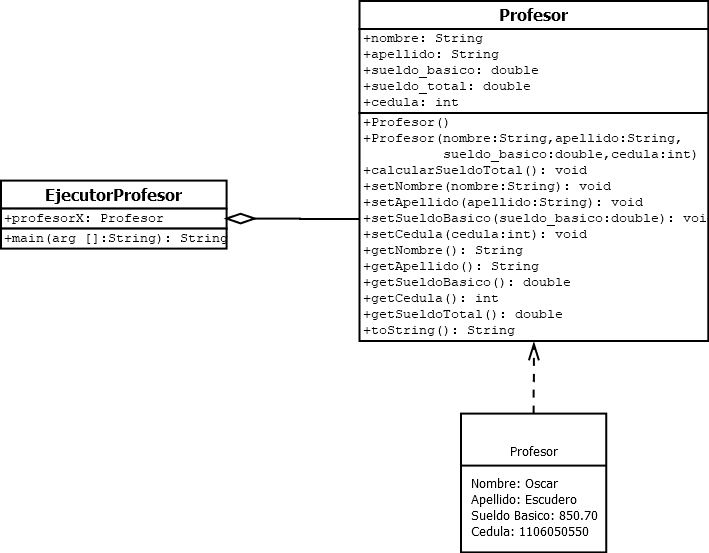 Profesor
+nombre: String
+apellido: String
+sueldo_basico: double
+sueldo_total: double
+cedula: int
+Profesor()
+Profesor(nombre:String,apellido:String,
sueldo_basico:double,cedula:int)
+calcularSueldoTotal(): void
+setNombre(nombre:String): void
+setApellido(apellido:String): void
+setSueldoBasico(sueldo_basico:double): voi
+setCedula(cedula:int): void
+getNombre(): String
+getApellido(): String
+getSueldoBasico(): double
+getCedula(): int
+getSueldoTotal(): double
+toString(): String
EjecutorProfesor
+profesorX: Profesor
+main(arg []:String): String
Profesor
Nombre: Oscar
Apellido: Escudero
Sueldo Basico: 850.70
Cedula: 1106050550